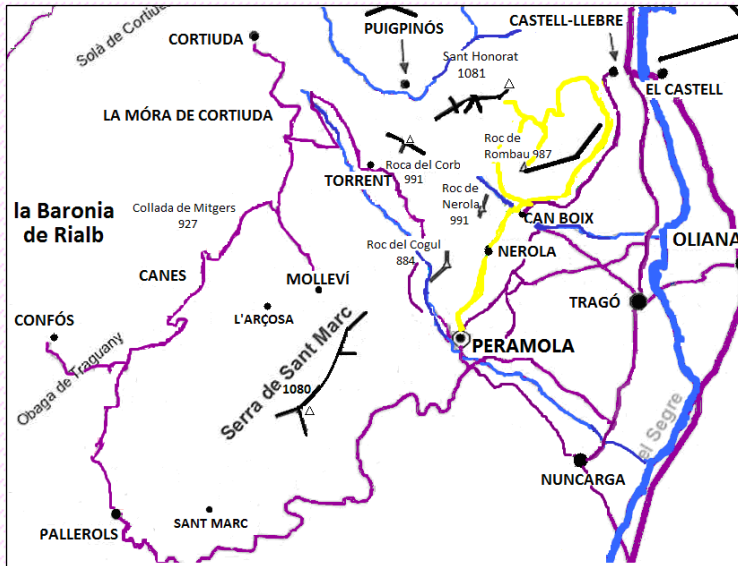 Solà de Cortiuda
CORTIUDA
PUIGPINÓS
CASTELL-LLEBRE
Sant Honorat
1081
EL CASTELL
LA MÓRA DE CORTIUDA
Roca del Corb
991
Roc de
Rombau 987
TORRENT
Roc de
Nerola
991
la Baronia
de Rialb
Collada de Mitgers
927
CAN BOIX
Roc del Cogul
884
NEROLA
OLIANA
CANES
MOLLEVÍ
L'ARÇOSA
TRAGÓ
CONFÓS
PERAMOLA
Obaga de Traguany
Serra de Sant Marc
1080
el Segre
NUNCARGA
PALLEROLS
SANT MARC